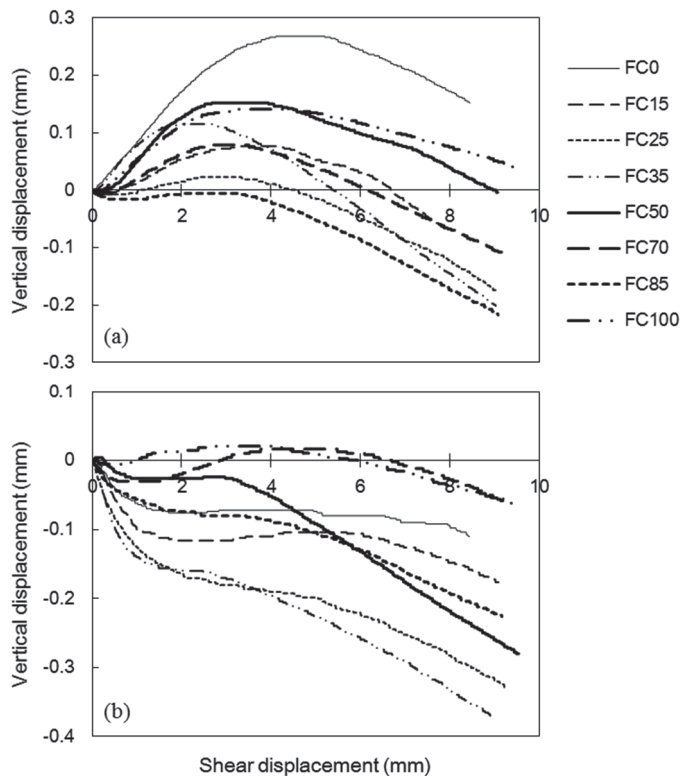 0.3
0.2
0.1
0
-0.1
-0.2
-0.3
0 2 4 6 8 10
Vertical displacement (mm)
(a)
FC0
FC15
FC25
FC35
FC50
FC70
FC85
FC100
0.1
0
-0.1
-0.2
-0.3
-0.4
0 2 4 6 8 10
Vertical displacement (mm)
(b)
Shear displacement (mm)